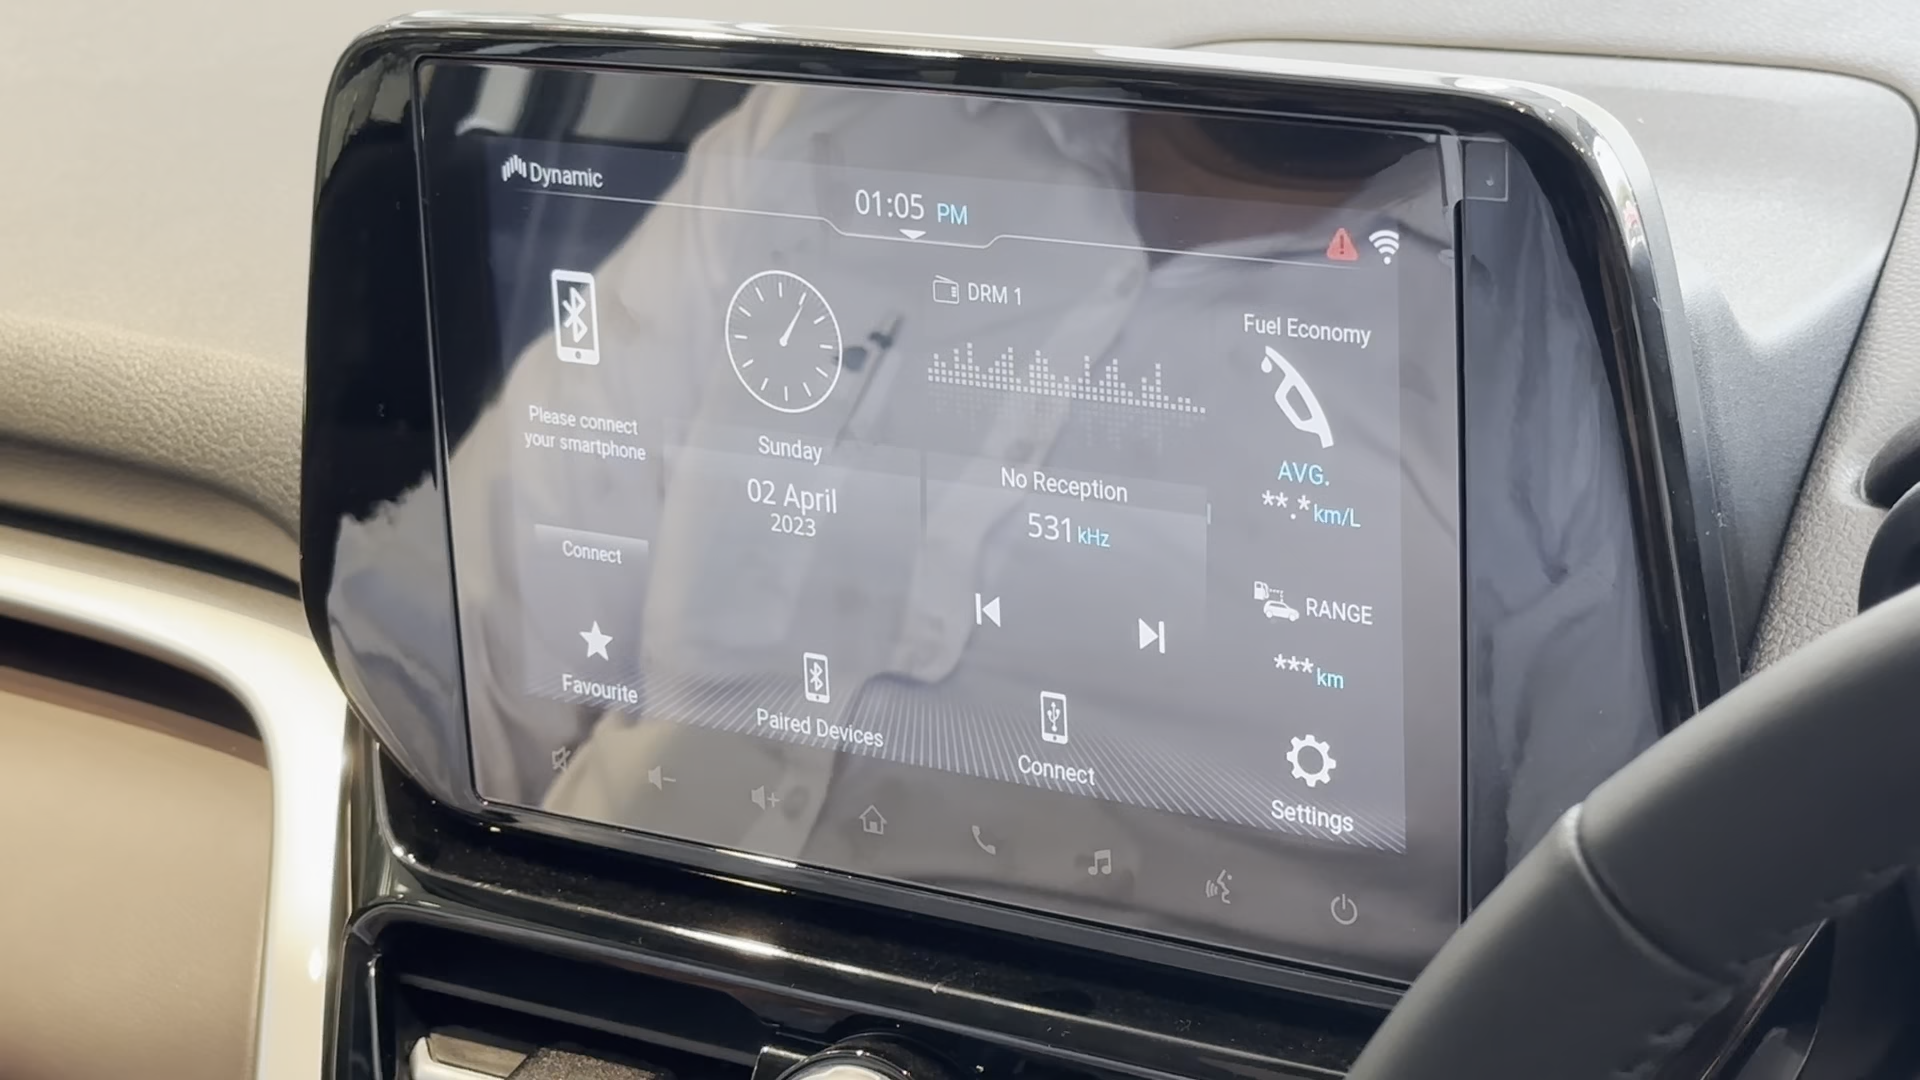 Dynamic
01:05 PM
Please connect
your smartphone
Connect
Favourite
Sunday
02 April
2023
Paired Devices
DRM 1
No Reception
531 kHz
Connect
Fuel Economy
AVG.
**.* km/L
RANGE
*** km
Settings